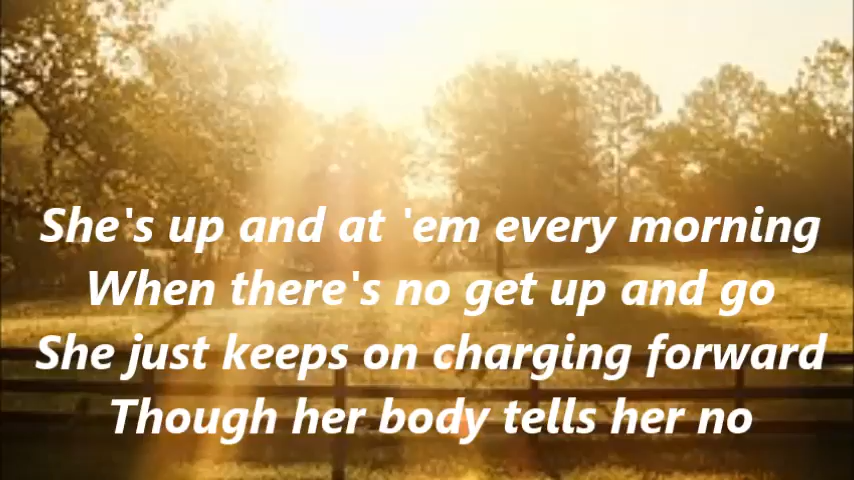 She's up and at 'em every morning
When there's no get up and go
She just keeps on charging forward
Though her body tells her no